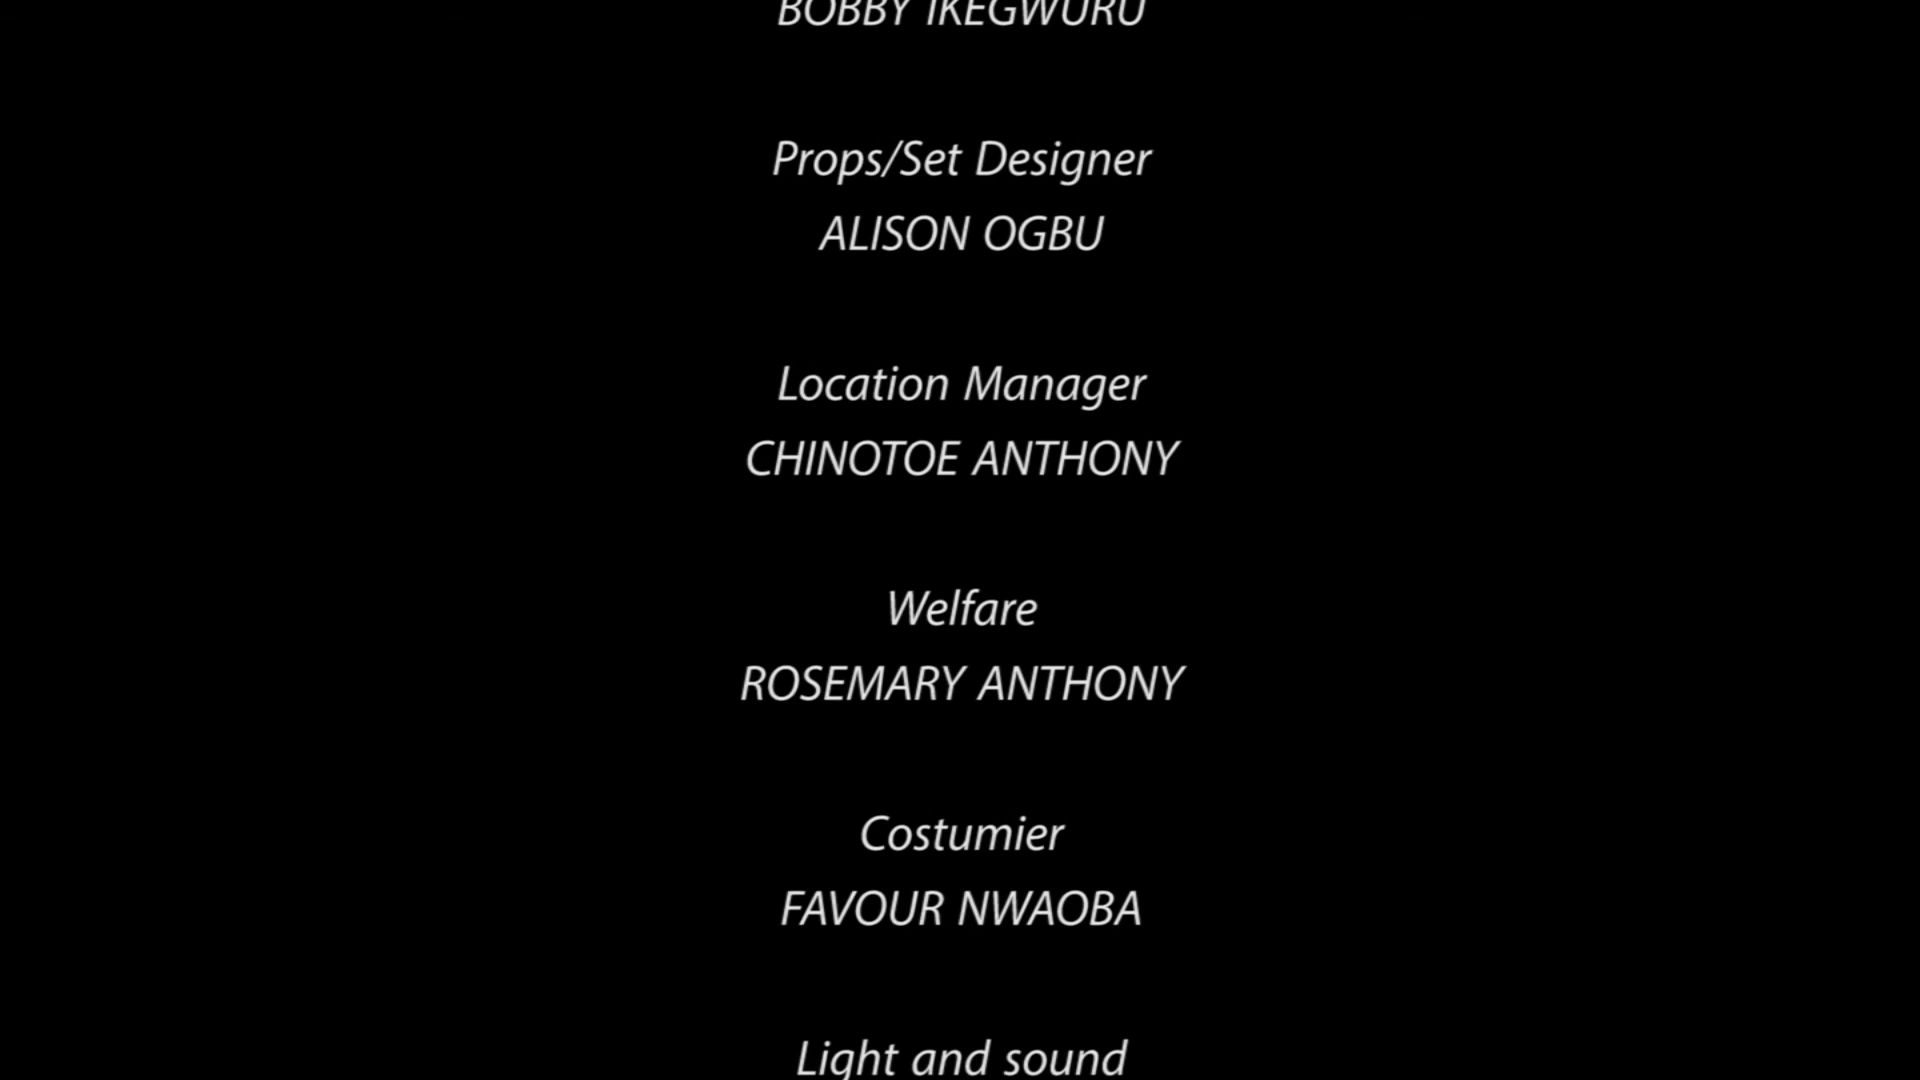 BOBBY IKEGWURU
Props/Set Designer
ALISON OGBU
Location Manager
CHINOTOE ANTHONY
Welfare
ROSEMARY ANTHONY
Costumier
FAVOUR NWAOBA
Light and sound